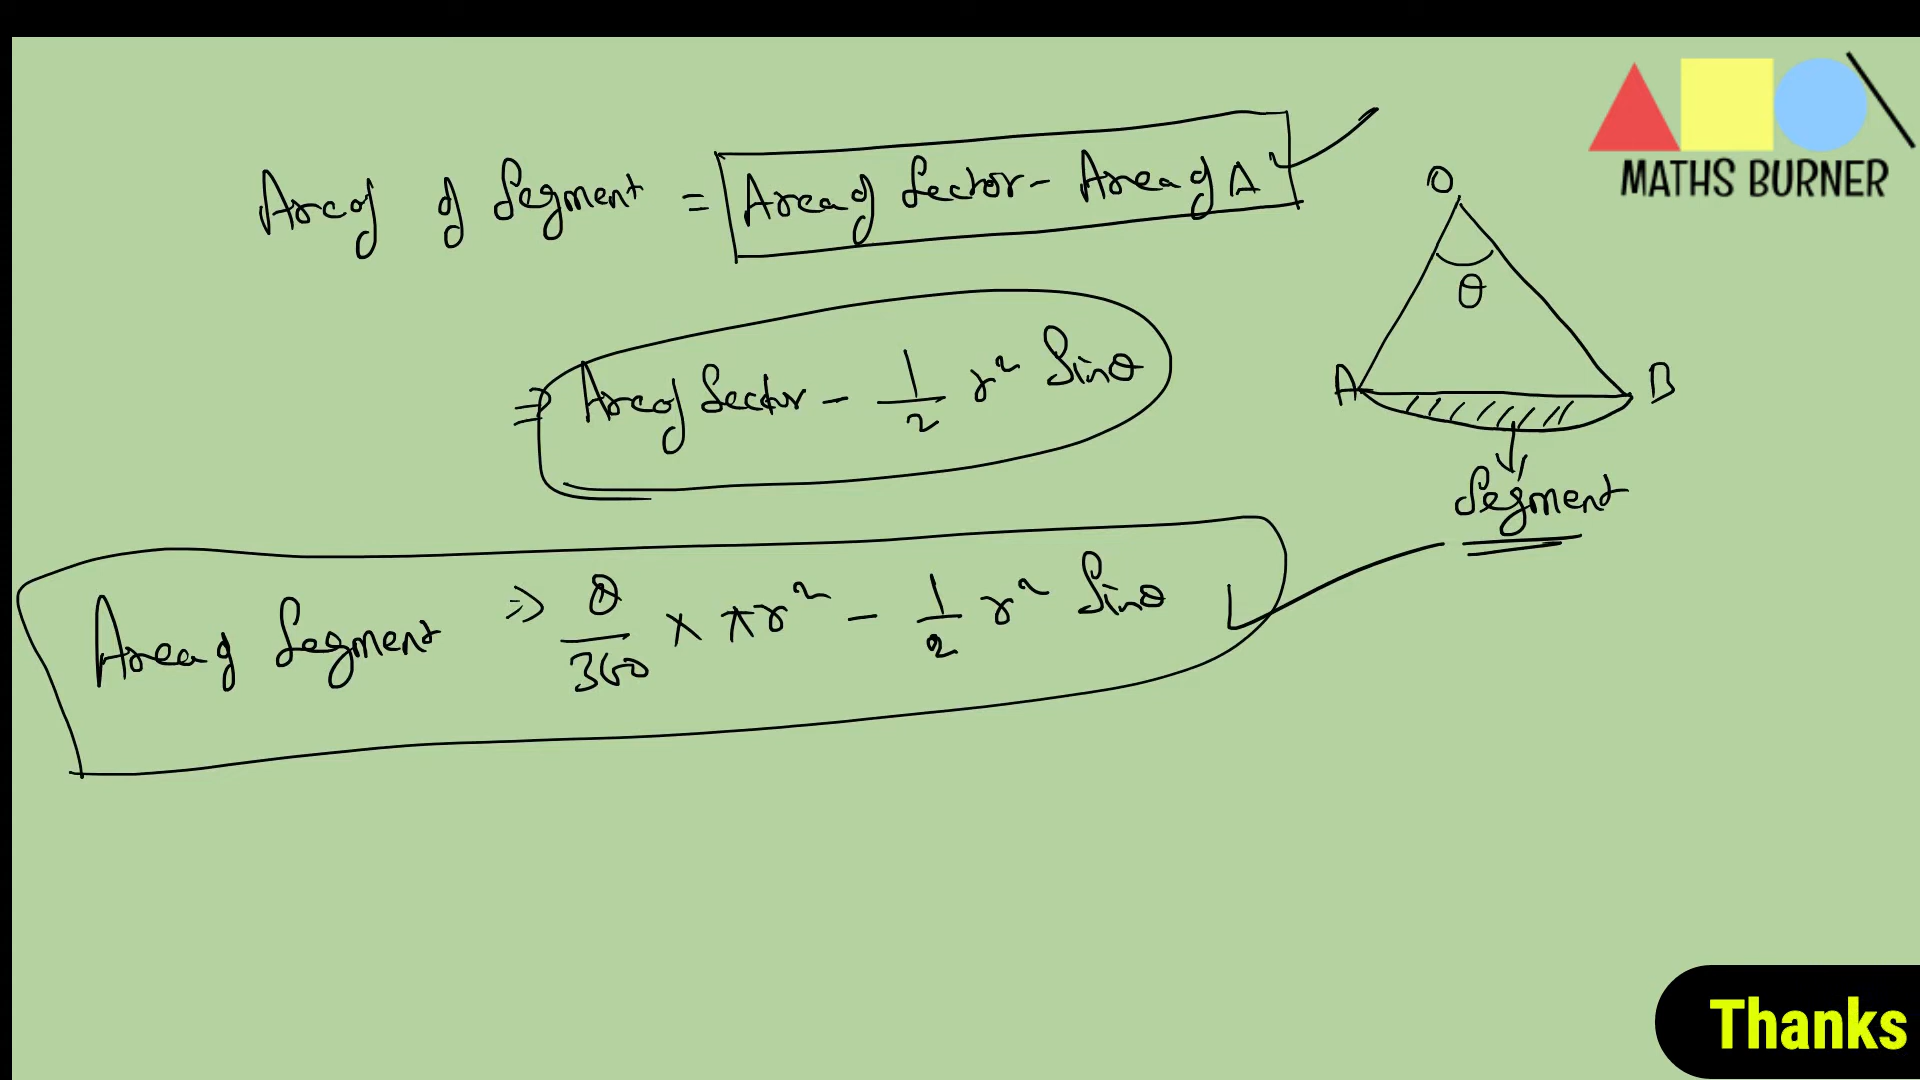 Area of Segment = Area of Sector - Area of Δ
⇒ Area of Sector - 1/2 r² Sinθ
Area of Segment ⇒ θ/360 × πr² - 1/2 r² Sinθ
MATHS BURNER
O
θ
A B
Segment
Thanks